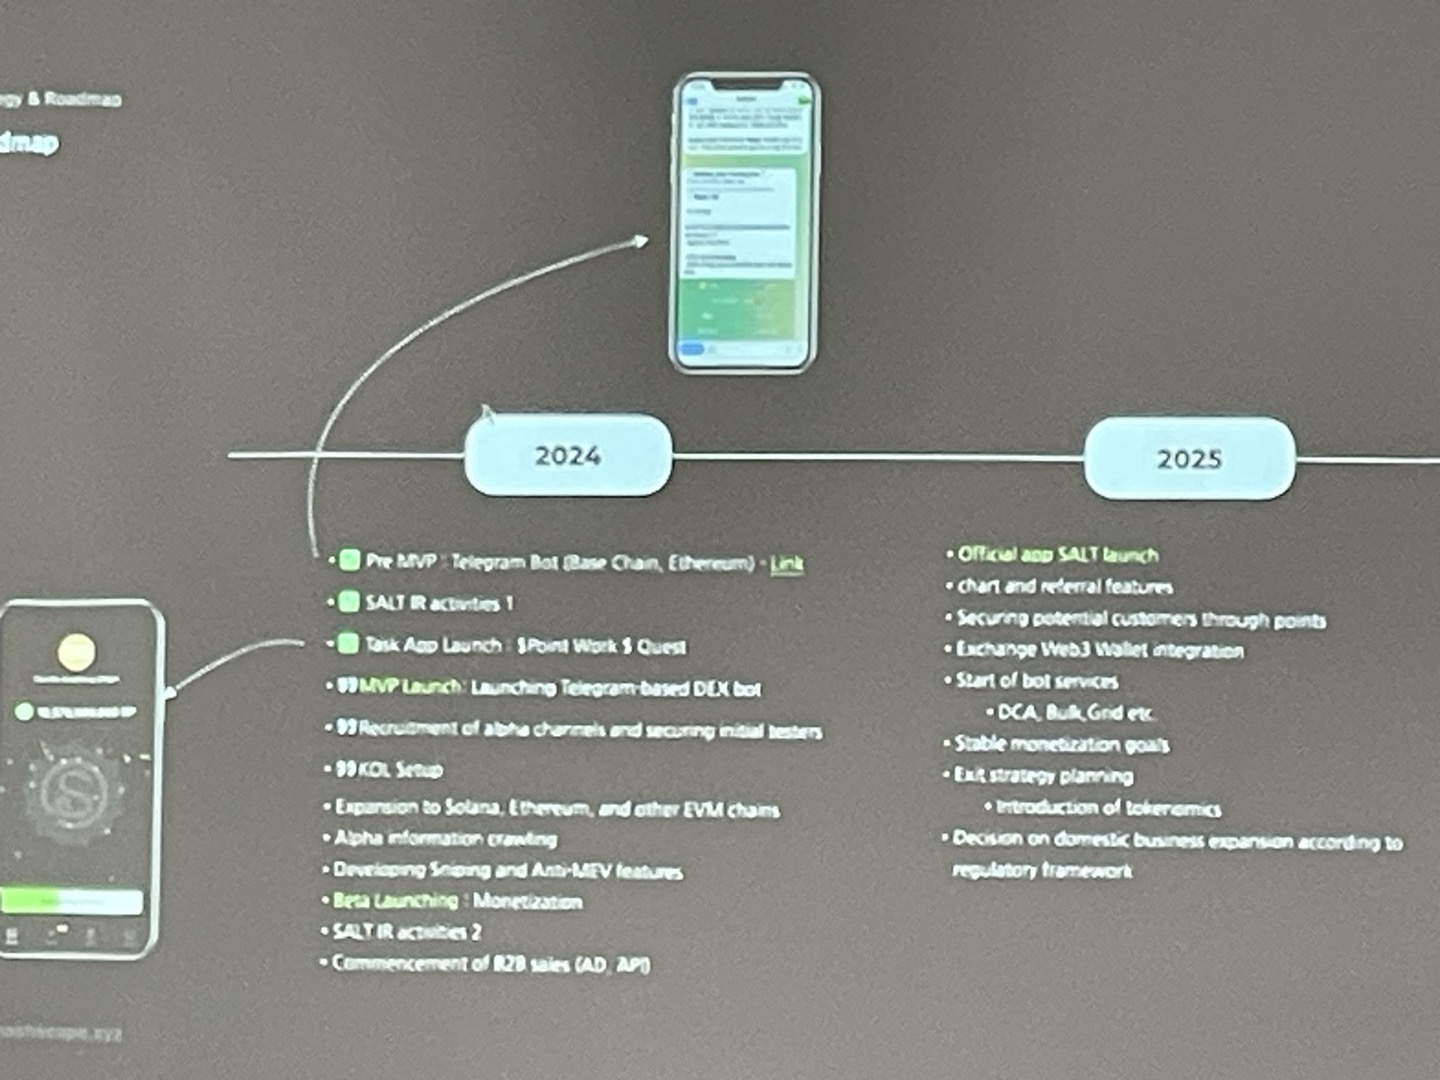 & Roadmap
2024
2025
• Pre MVP : Telegram Bot (Base Chain, Ethereum) - Link
• SALT IR activities 1
• Task App Launch : $Point Work $ Quest
• MVP Launch: Launching Telegram-based DEX bot
• Recruitment of alpha channels and securing initial testers
• KOL Setup
• Expansion to Solana, Ethereum, and other EVM chains
• Alpha information crawling
• Developing Sniping and Anti-MEV features
• Beta Launching : Monetization
• SALT IR activities 2
• Commencement of B2B sales (AD, API)
• Official app SALT launch
• chart and referral features
• Securing potential customers through points
• Exchange Web3 Wallet integration
• Start of bot services
• DCA, Bulk,Grid etc.
• Stable monetization goals
• Exit strategy planning
• Introduction of tokenomics
• Decision on domestic business expansion according to
regulatory framework